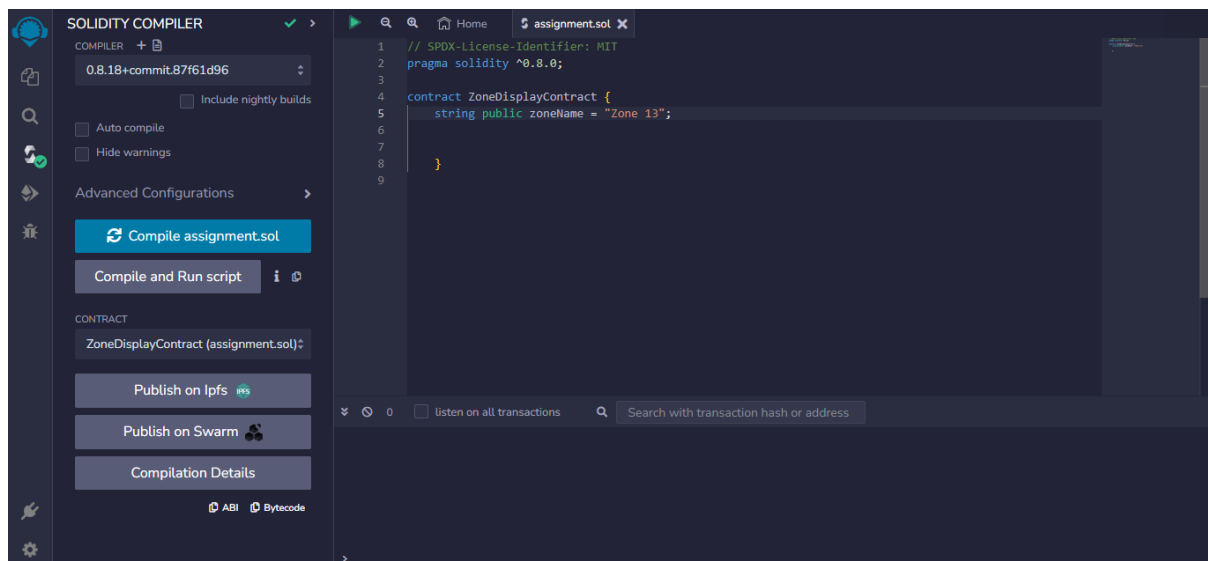 SOLIDITY COMPILER
COMPILER
0.8.18+commit.87f61d96
Include nightly builds
Auto compile
Hide warnings
Advanced Configurations
Compile assignment.sol
Compile and Run script
CONTRACT
ZoneDisplayContract (assignment.sol)
Publish on Ipfs
IPFS
Publish on Swarm
Compilation Details
ABI Bytecode
Home assignment.sol
1 // SPDX-License-Identifier: MIT
2 pragma solidity ^0.8.0;
3
4 contract ZoneDisplayContract {
5 string public zoneName = "Zone 13";
6
7
8 }
9
0 listen on all transactions Search with transaction hash or address
>